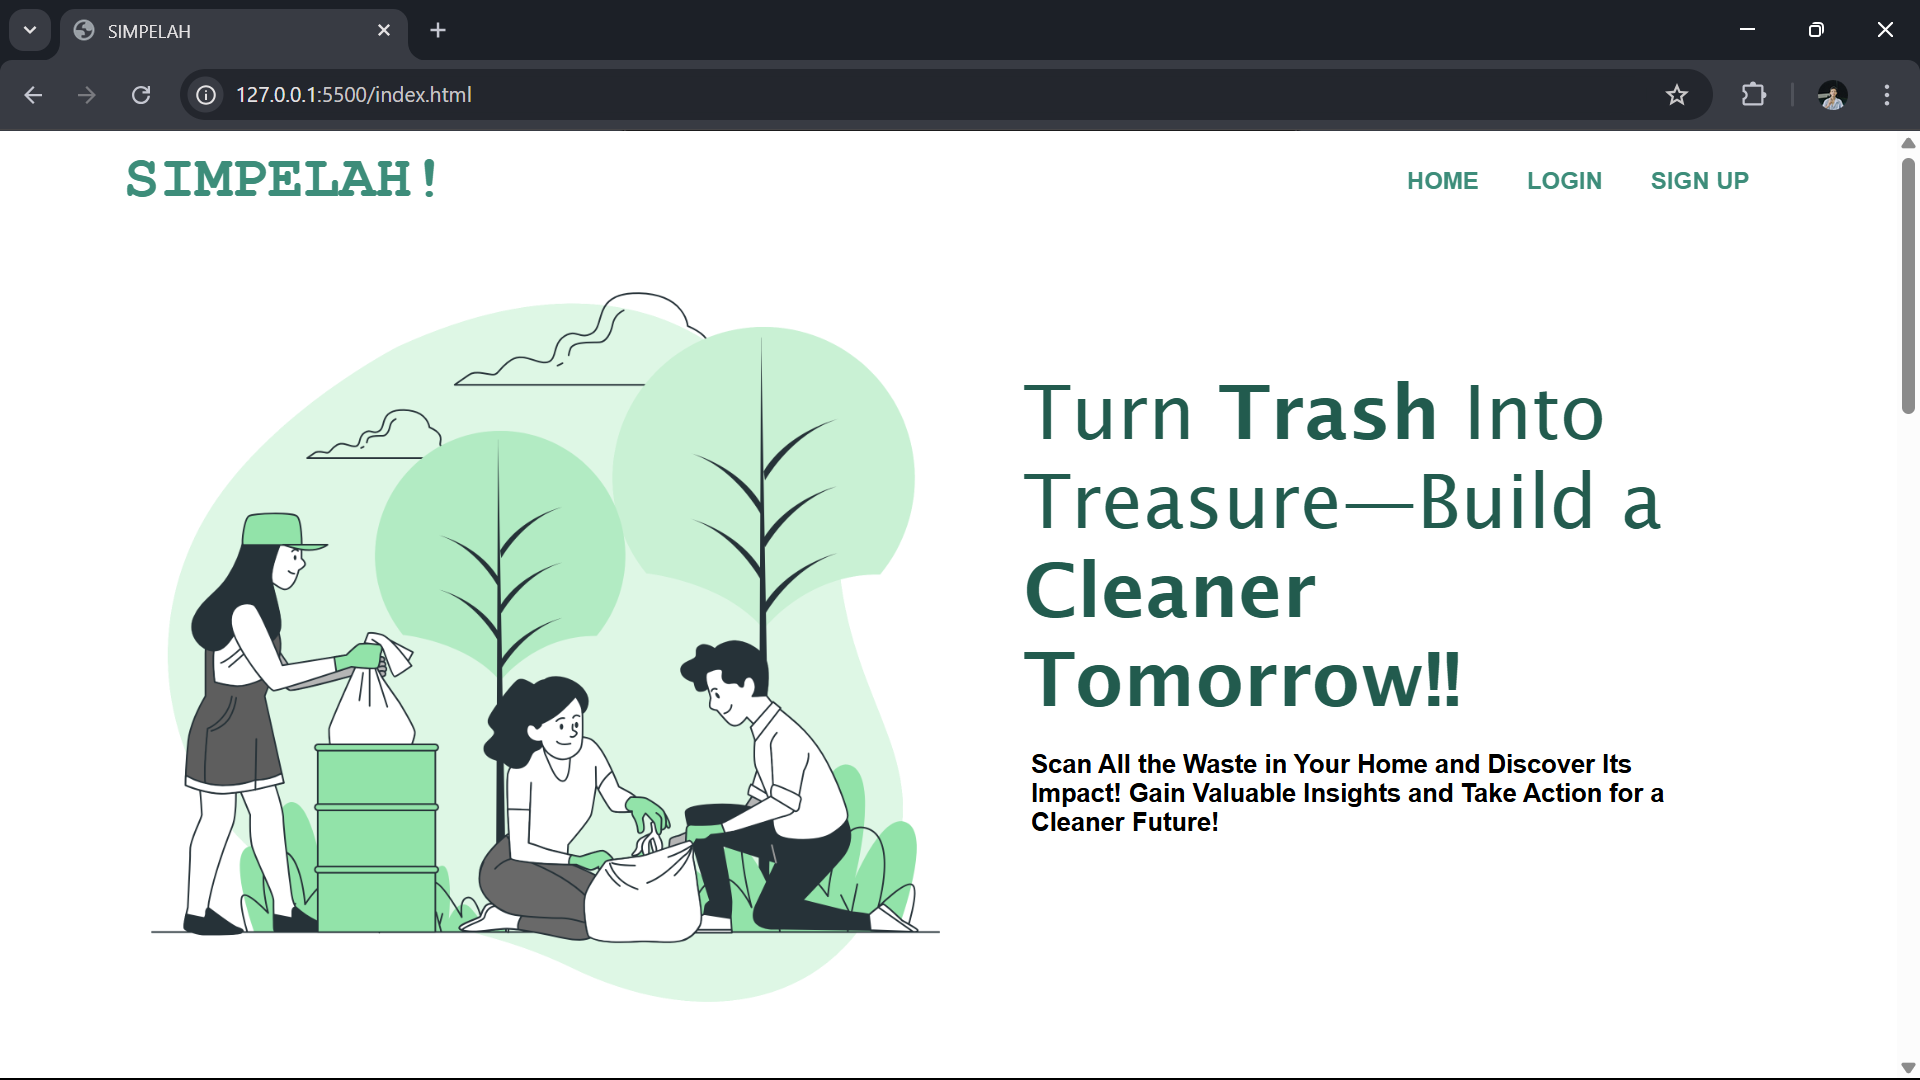 SIMPELAH
127.0.0.1:5500/index.html
SIMPELAH!
HOME LOGIN SIGN UP
Turn Trash Into
Treasure—Build a
Cleaner
Tomorrow!!
Scan All the Waste in Your Home and Discover Its
Impact! Gain Valuable Insights and Take Action for a
Cleaner Future!